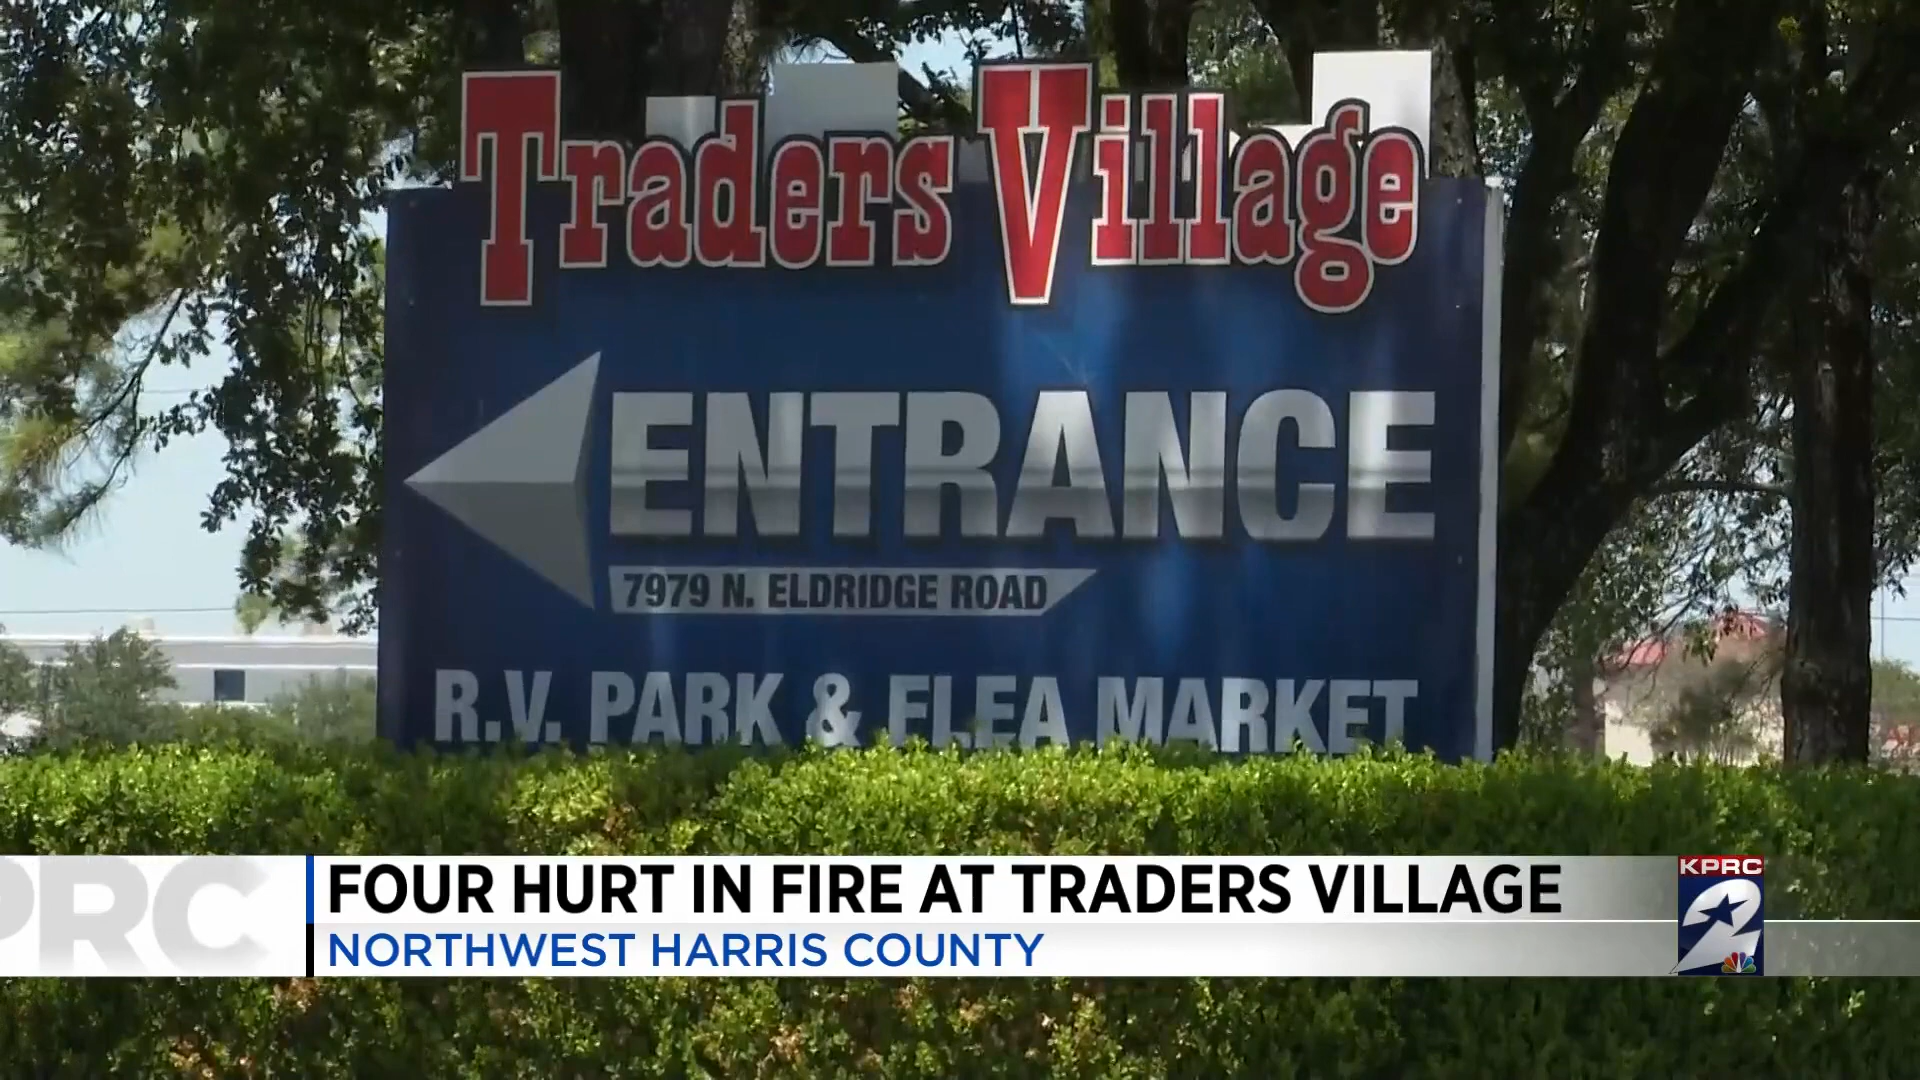 Traders Village
ENTRANCE
7979 N. ELDRIDGE ROAD
R.V. PARK & FLEA MARKET
PRC
FOUR HURT IN FIRE AT TRADERS VILLAGE
NORTHWEST HARRIS COUNTY
KPRC
2